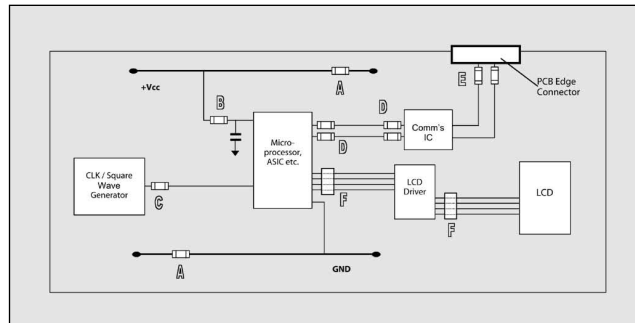 +Vcc
A
E
PCB Edge
Connector
B
D
D
Micro-
processor,
ASIC etc.
Comm's
IC
CLK / Square
Wave
Generator
C
F
LCD
Driver
F
LCD
A
GND